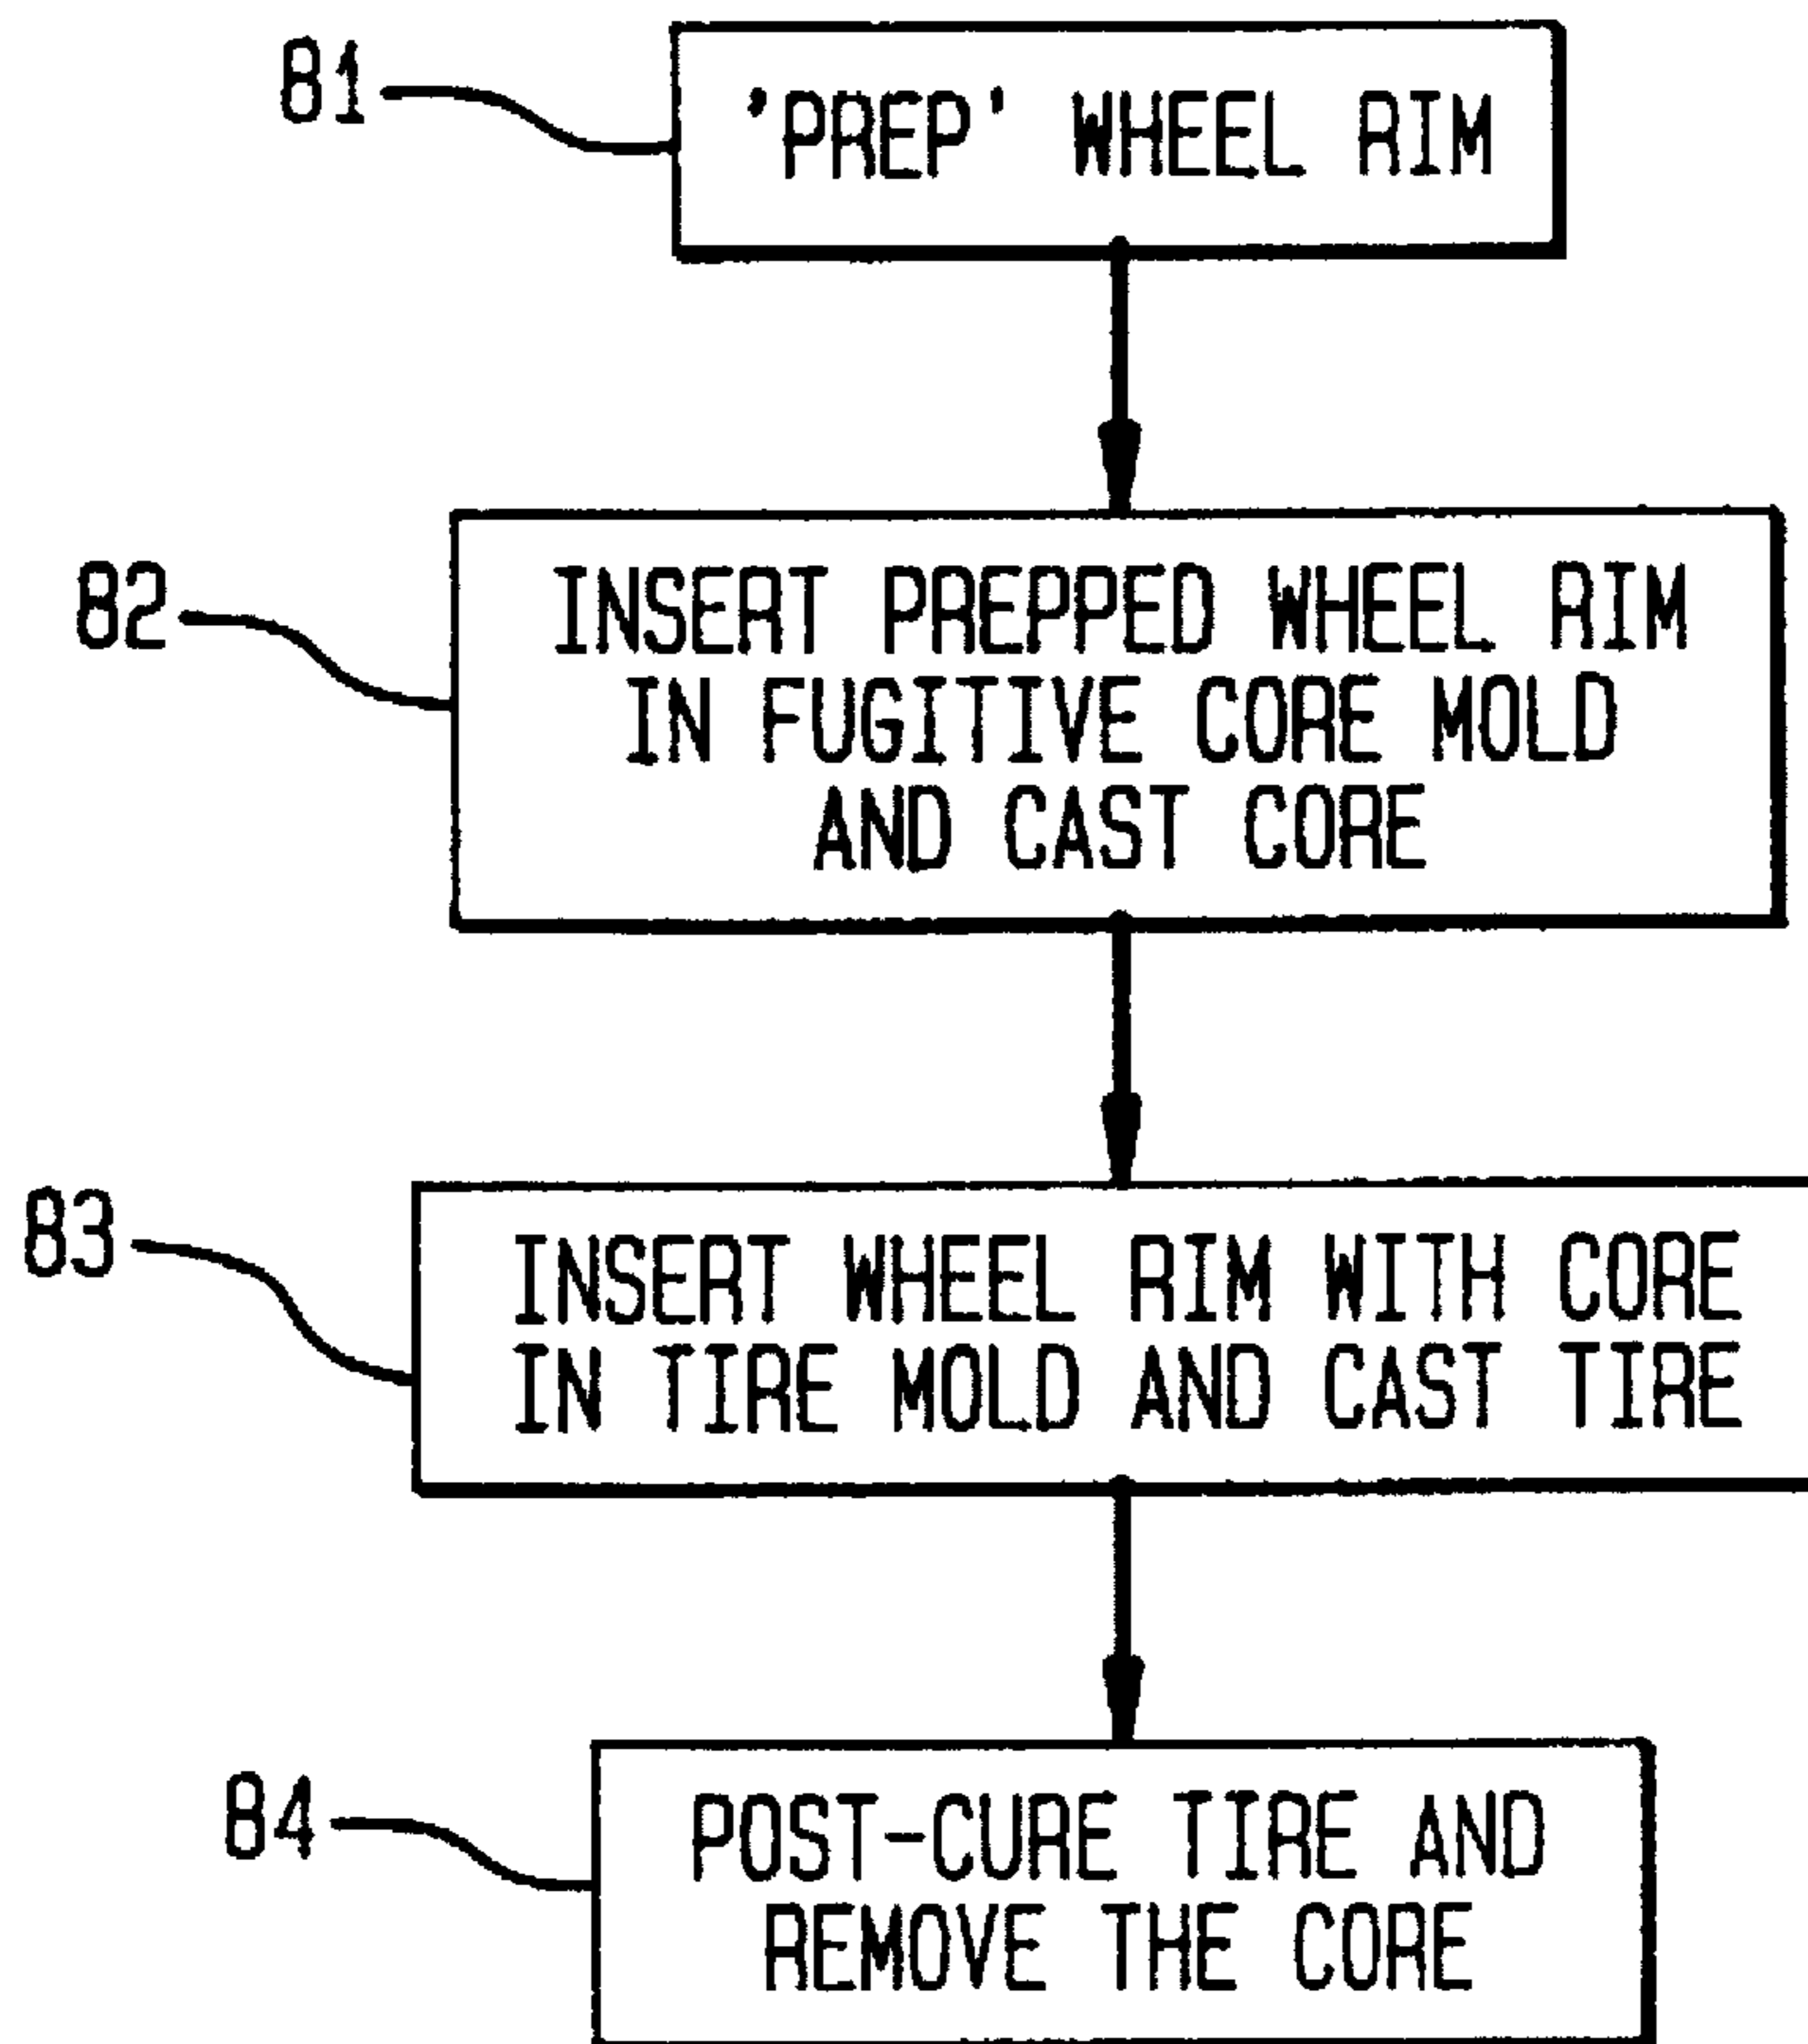 81
'PREP' WHEEL RIM
82
INSERT PREPPED WHEEL RIM
IN FUGITIVE CORE MOLD
AND CAST CORE
83
INSERT WHEEL RIM WITH CORE
IN TIRE MOLD AND CAST TIRE
84
POST-CURE TIRE AND
REMOVE THE CORE